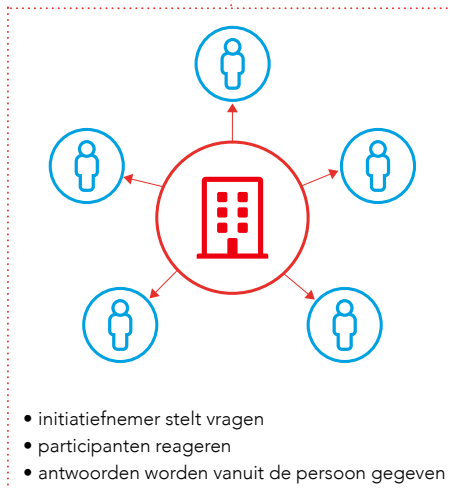 • initiatiefnemer stelt vragen
• participanten reageren
• antwoorden worden vanuit de persoon gegeven